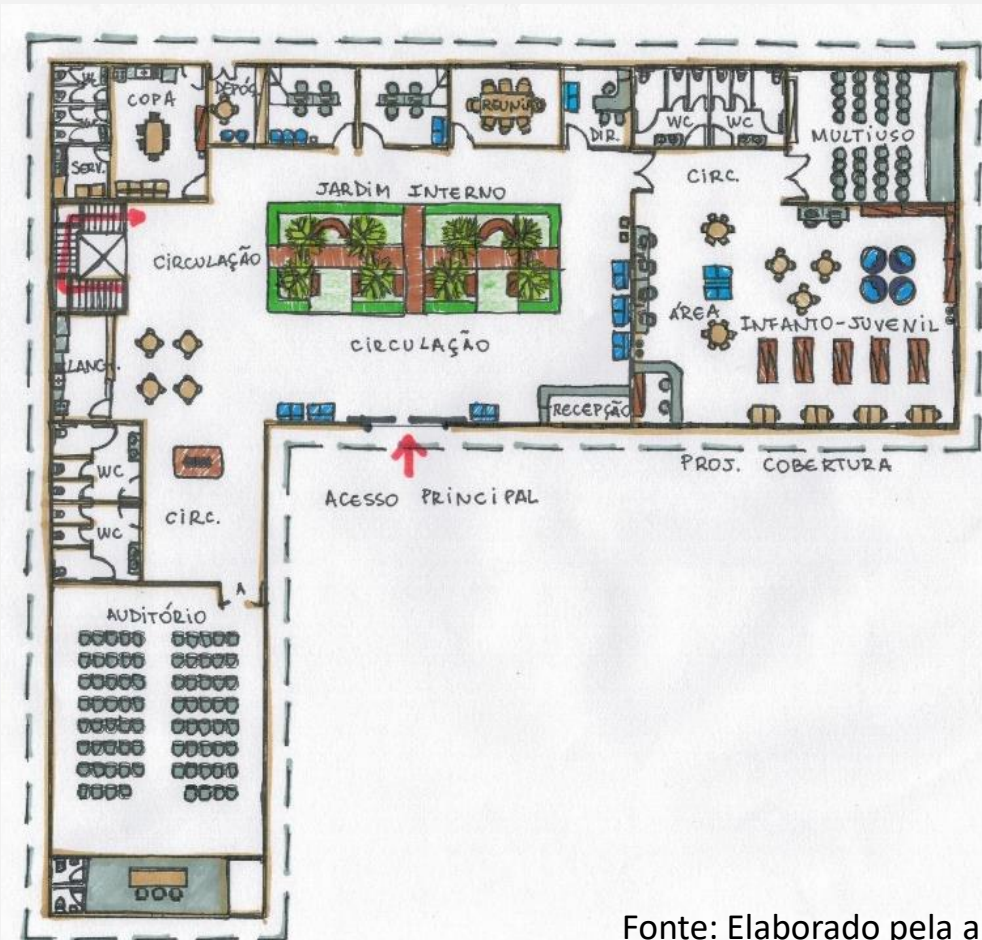 WC
COPA
DEPÓS.
REUNIÃO
DIR.
WC
WC
MULTIUSO
SERV.
CIRC.
JARDIM INTERNO
CIRCULAÇÃO
CIRCULAÇÃO
ÁREA
INFANTO-JUVENIL
LANCH.
RECEPÇÃO
PROJ. COBERTURA
ACESSO PRINCIPAL
WC
CIRC.
WC
A
AUDITÓRIO
Fonte: Elaborado pela a